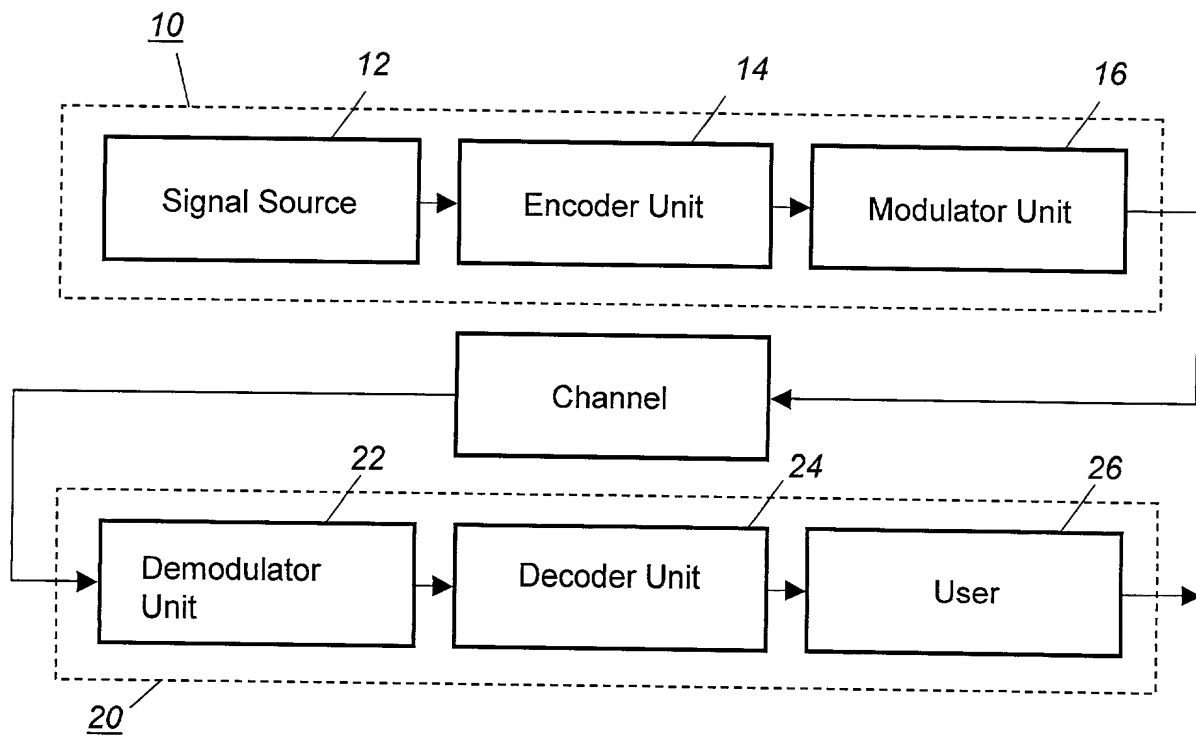 10
12
14
16
Signal Source
Encoder Unit
Modulator Unit
Channel
22
24
26
Demodulator
Unit
Decoder Unit
User
20